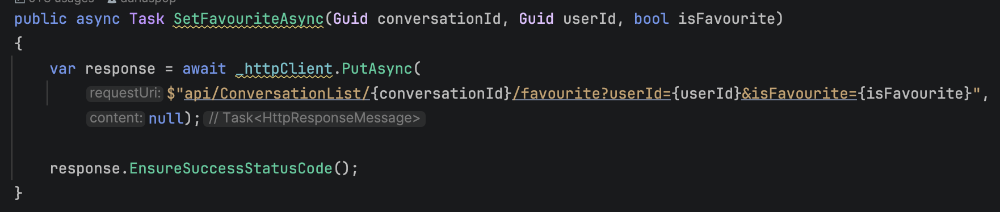 public async Task SetFavouriteAsync(Guid conversationId, Guid userId, bool isFavourite)
{
var response = await _httpClient.PutAsync(
requestUri: $"api/ConversationList/{conversationId}/favourite?userId={userId}&isFavourite={isFavourite}",
content: null); // Task<HttpResponseMessage>
response.EnsureSuccessStatusCode();
}